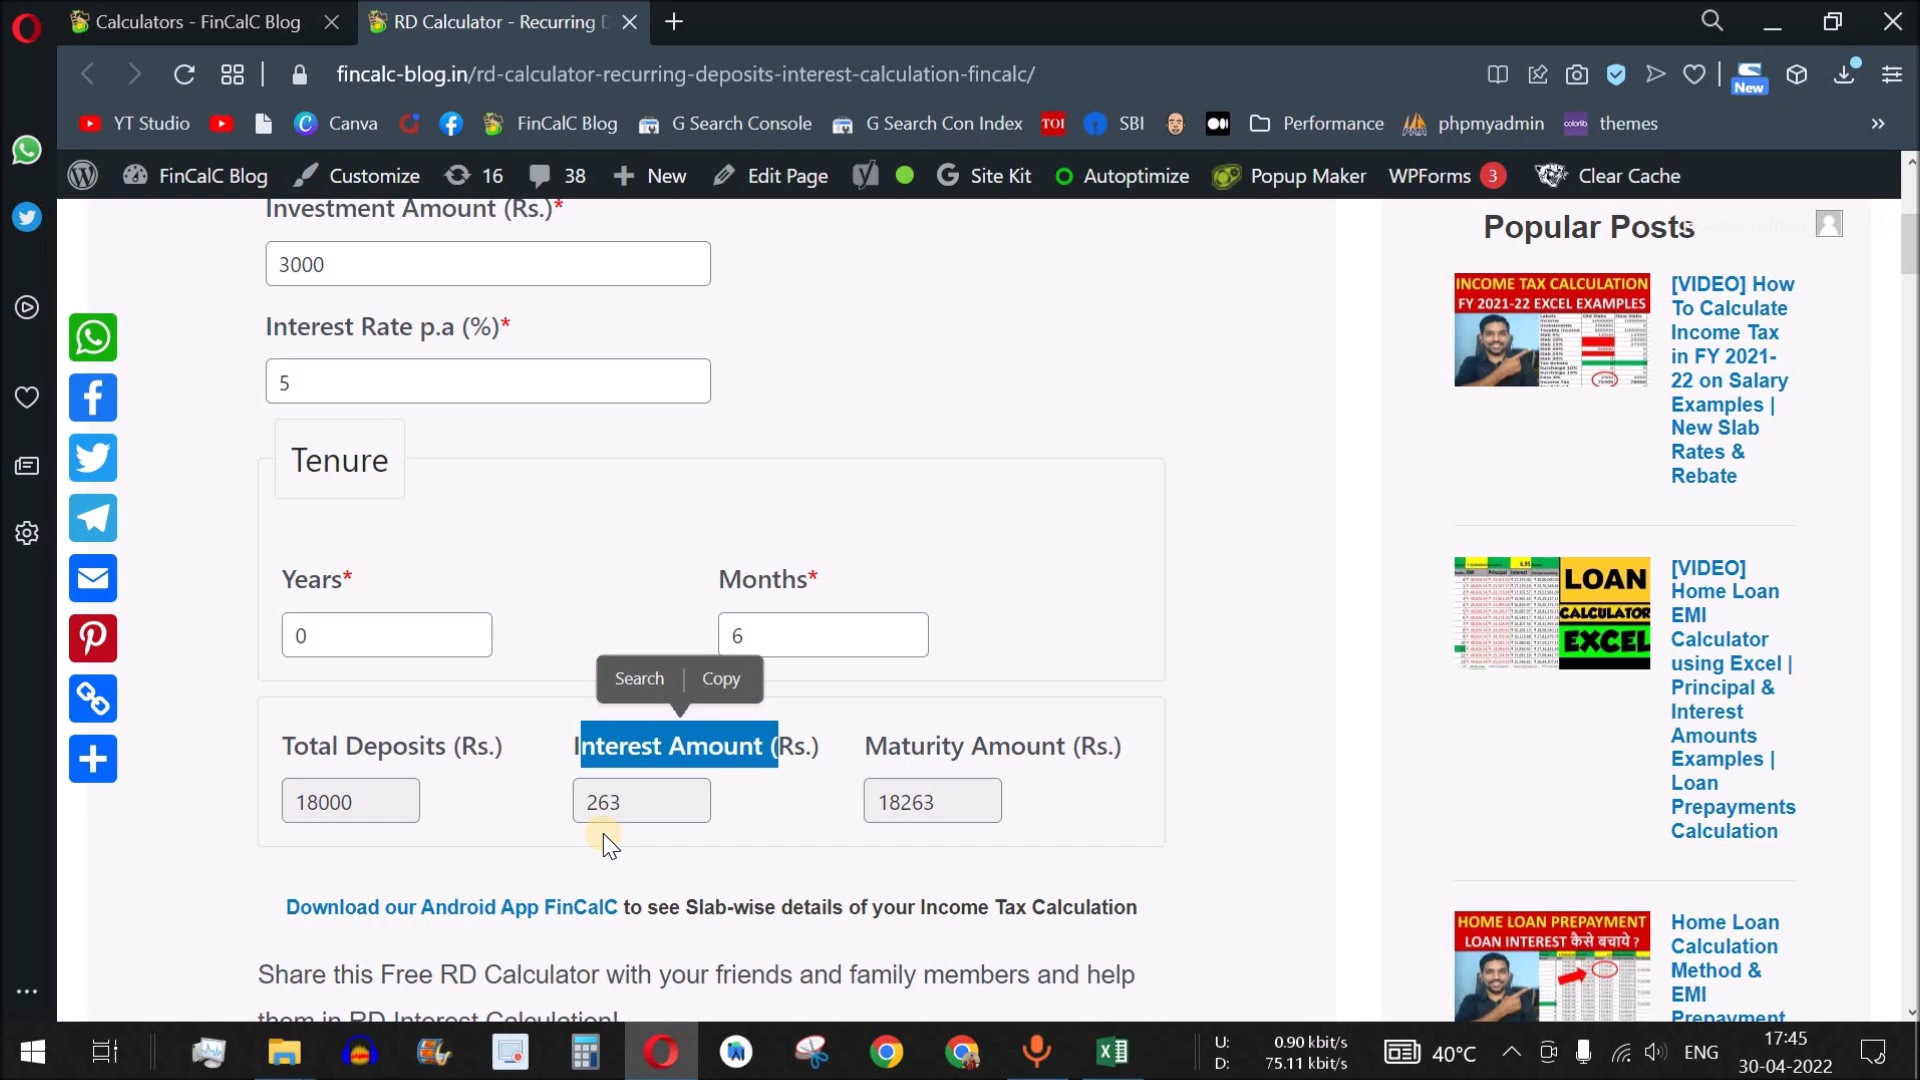 Calculators - FinCalC Blog
RD Calculator - Recurring D
fincalc-blog.in/rd-calculator-recurring-deposits-interest-calculation-fincalc/
New
YT Studio
Canva
FinCalC Blog
G Search Console
G Search Con Index
TOI
SBI
Performance
phpmyadmin
themes
FinCalC Blog
Customize
16
38
New
Edit Page
Site Kit
Autoptimize
Popup Maker
WPForms 3
Clear Cache
Investment Amount (Rs.)*
3000
Interest Rate p.a (%)*
5
Tenure
Years*
Months*
0
6
Search
Copy
Total Deposits (Rs.)
Interest Amount (Rs.)
Maturity Amount (Rs.)
18000
263
18263
Download our Android App FinCalC to see Slab-wise details of your Income Tax Calculation
Share this Free RD Calculator with your friends and family members and help
them in RD Interest Calculation!
Popular Posts
INCOME TAX CALCULATION
FY 2021-22 EXCEL EXAMPLES
[VIDEO] How
To Calculate
Income Tax
in FY 2021-
22 on Salary
Examples |
New Slab
Rates &
Rebate
LOAN
CALCULATOR
EXCEL
[VIDEO]
Home Loan
EMI
Calculator
using Excel |
Principal &
Interest
Amounts
Examples |
Loan
Prepayments
Calculation
HOME LOAN PREPAYMENT
LOAN INTEREST कैसे बचाये ?
Home Loan
Calculation
Method &
EMI
Prepayment
U: 0.90 kbit/s
D: 75.11 kbit/s
40°C
ENG
17:45
30-04-2022